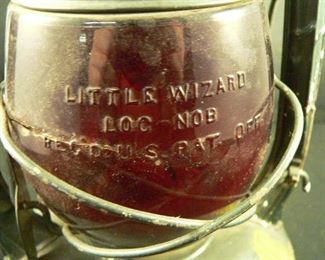 LITTLE WIZARD
LOC-NOB
REG'D U.S. PAT. OFF.